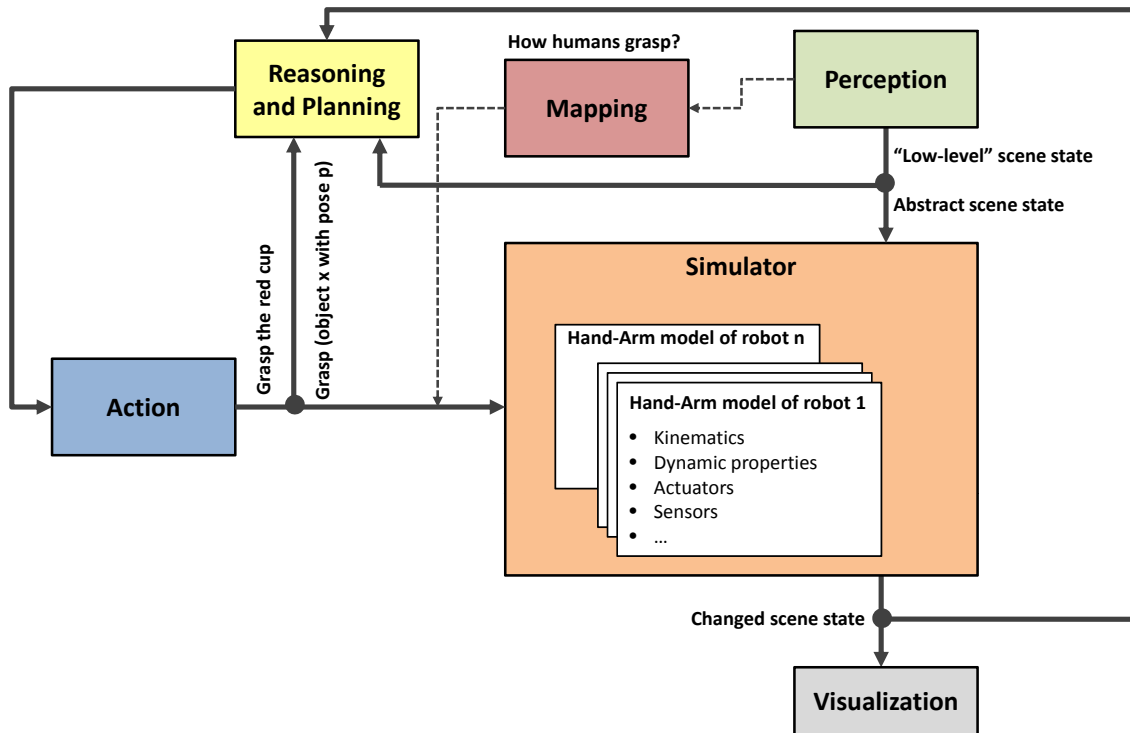 How humans grasp?
Reasoning
and Planning
Mapping
Perception
“Low-level” scene state
Abstract scene state
Grasp the red cup
Grasp (object x with pose p)
Simulator
Action
Hand-Arm model of robot n
Hand-Arm model of robot 1
• Kinematics
• Dynamic properties
• Actuators
• Sensors
• ...
Changed scene state
Visualization